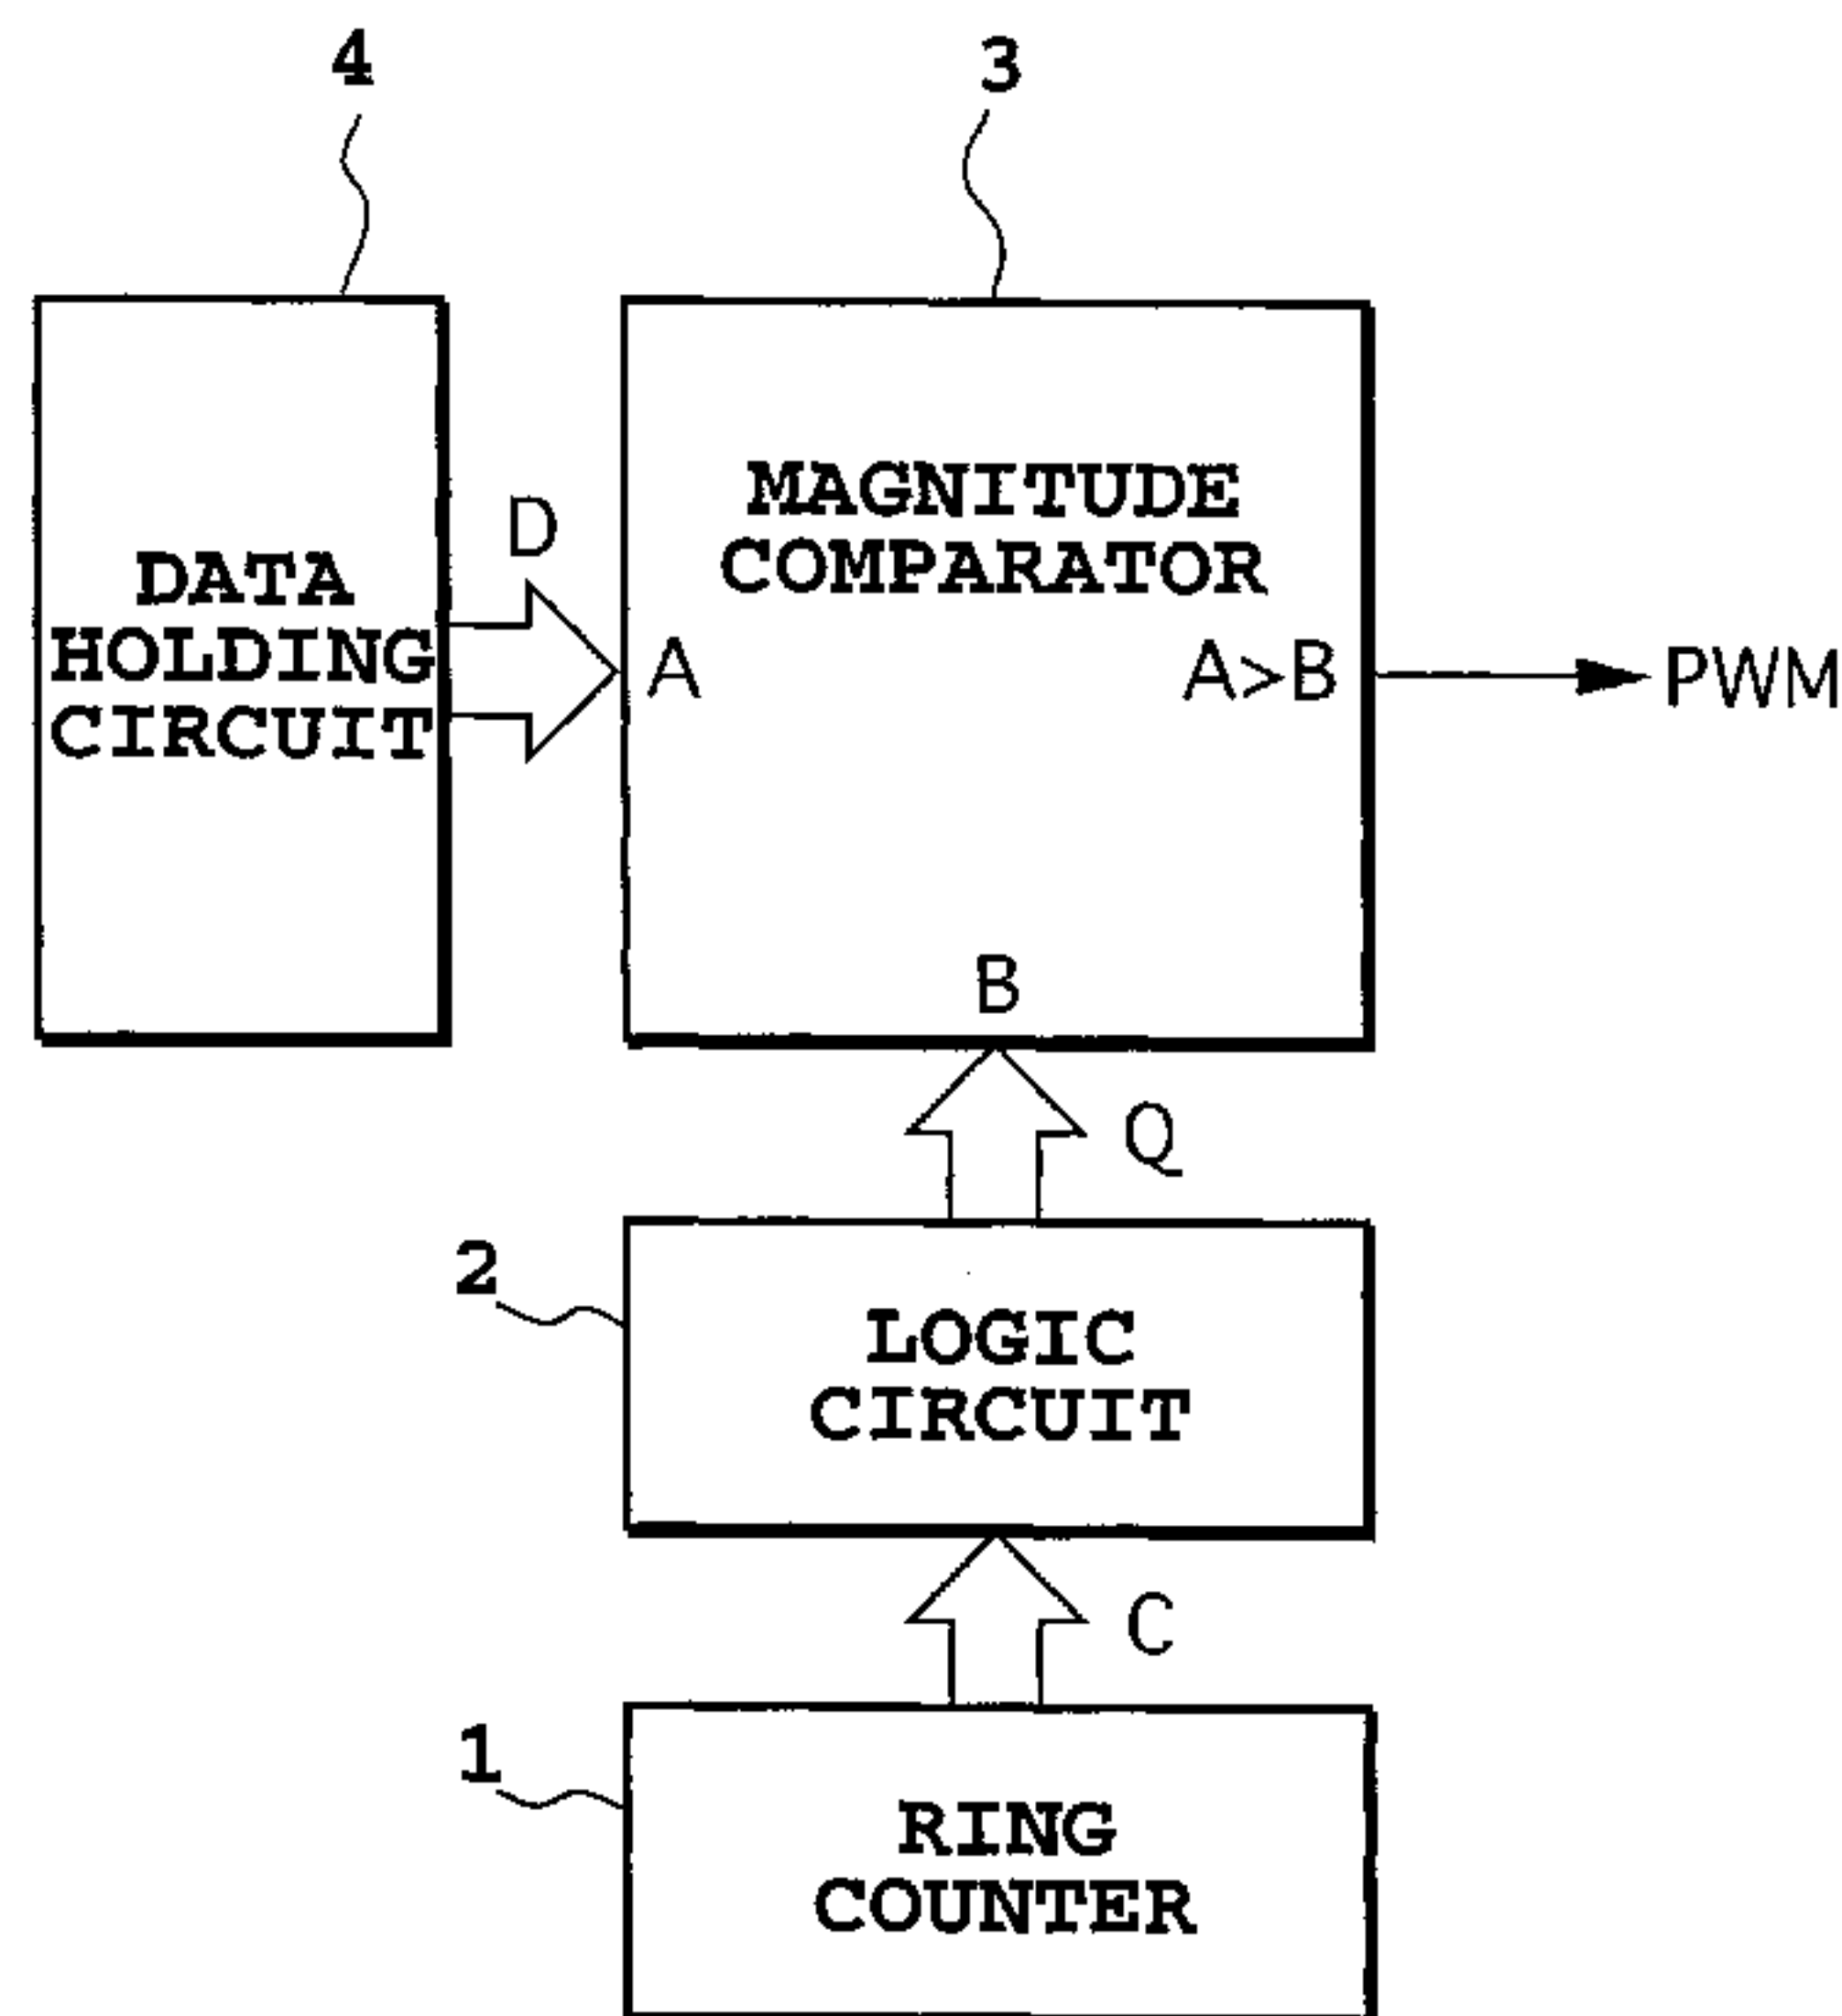 4
3
DATA
HOLDING
CIRCUIT
D
MAGNITUDE
COMPARATOR
A
A>B
PWM
B
Q
2
LOGIC
CIRCUIT
C
1
RING
COUNTER